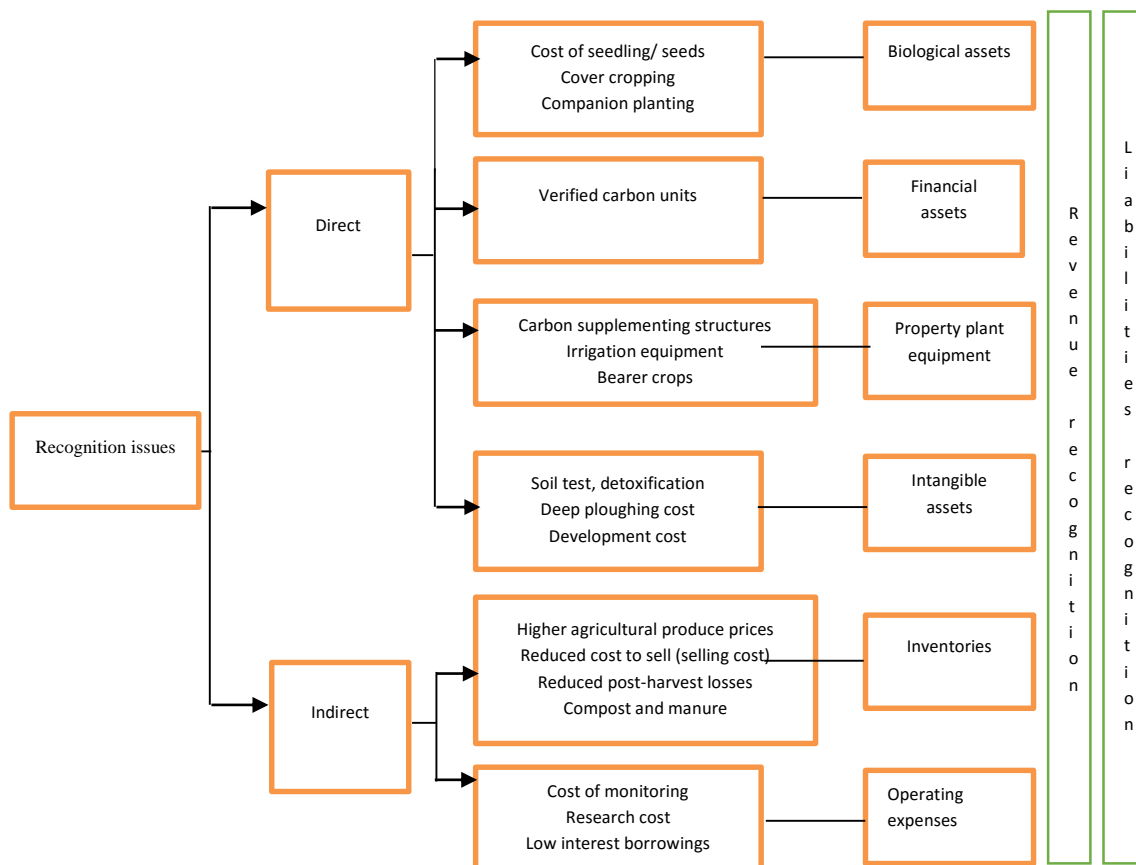 Cost of seedling/ seeds
Cover cropping
Companion planting
Biological assets
Direct
Verified carbon units
Financial
assets
Carbon supplementing structures
Irrigation equipment
Bearer crops
Property plant
equipment
Recognition issues
Soil test, detoxification
Deep ploughing cost
Development cost
Intangible
assets
Indirect
Higher agricultural produce prices
Reduced cost to sell (selling cost)
Reduced post-harvest losses
Compost and manure
Inventories
Cost of monitoring
Research cost
Low interest borrowings
Operating
expenses
Revenue recognition
Liabilities recognition